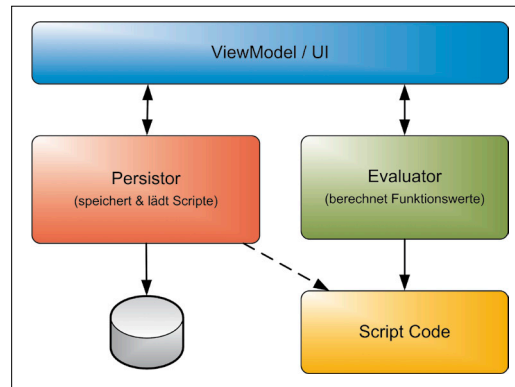 ViewModel / UI
Persistor
(speichert & lädt Scripte)
Evaluator
(berechnet Funktionswerte)
Script Code